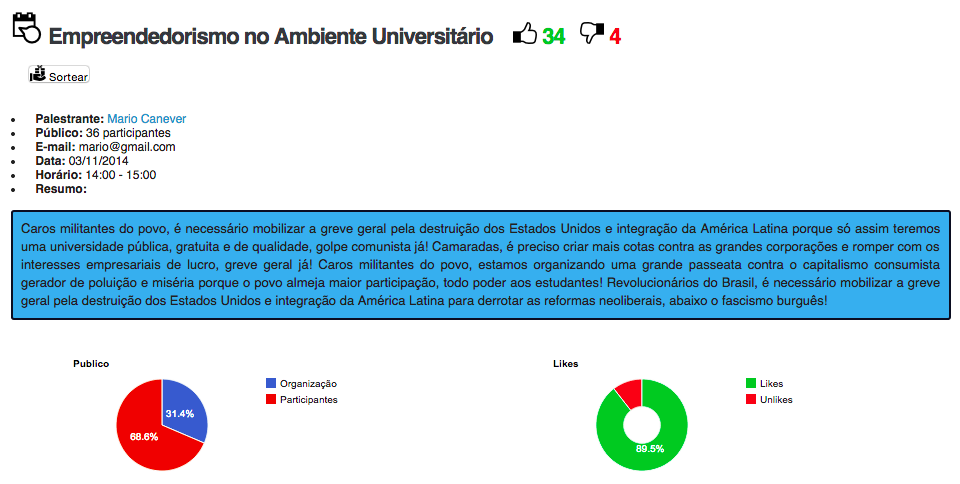 Empreendedorismo no Ambiente Universitário 34 4
Sortear
Palestrante: Mario Canever
Público: 36 participantes
E-mail: mario@gmail.com
Data: 03/11/2014
Horário: 14:00 - 15:00
Resumo:
Caros militantes do povo, é necessário mobilizar a greve geral pela destruição dos Estados Unidos e integração da América Latina porque só assim teremos
uma universidade pública, gratuita e de qualidade, golpe comunista já! Camaradas, é preciso criar mais cotas contra as grandes corporações e romper com os
interesses empresariais de lucro, greve geral já! Caros militantes do povo, estamos organizando uma grande passeata contra o capitalismo consumista
gerador de poluição e miséria porque o povo almeja maior participação, todo poder aos estudantes! Revolucionários do Brasil, é necessário mobilizar a greve
geral pela destruição dos Estados Unidos e integração da América Latina para derrotar as reformas neoliberais, abaixo o fascismo burguês!
Publico
Organização
Participantes
31.4%
68.6%
Likes
Likes
Unlikes
89.5%